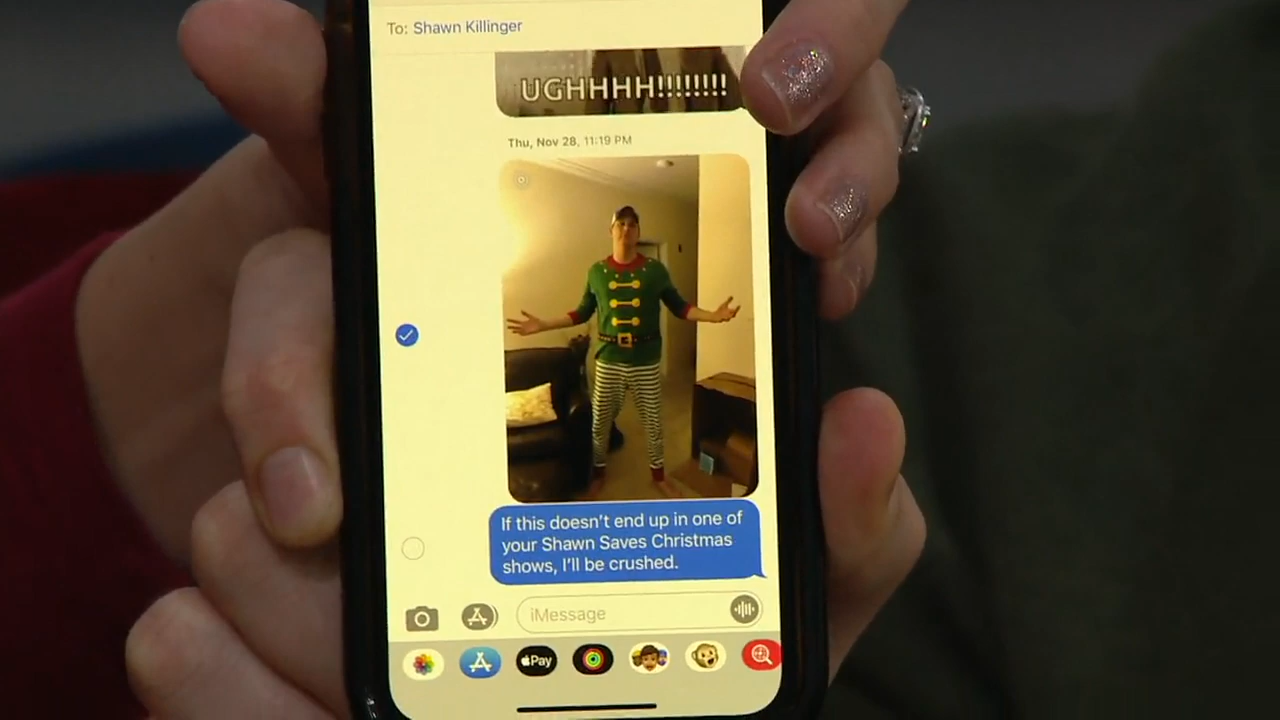 To: Shawn Killinger
UGHHHH!!!!!!!!
Thu, Nov 28, 11:19 PM
If this doesn't end up in one of
your Shawn Saves Christmas
shows, I'll be crushed.
iMessage
Pay